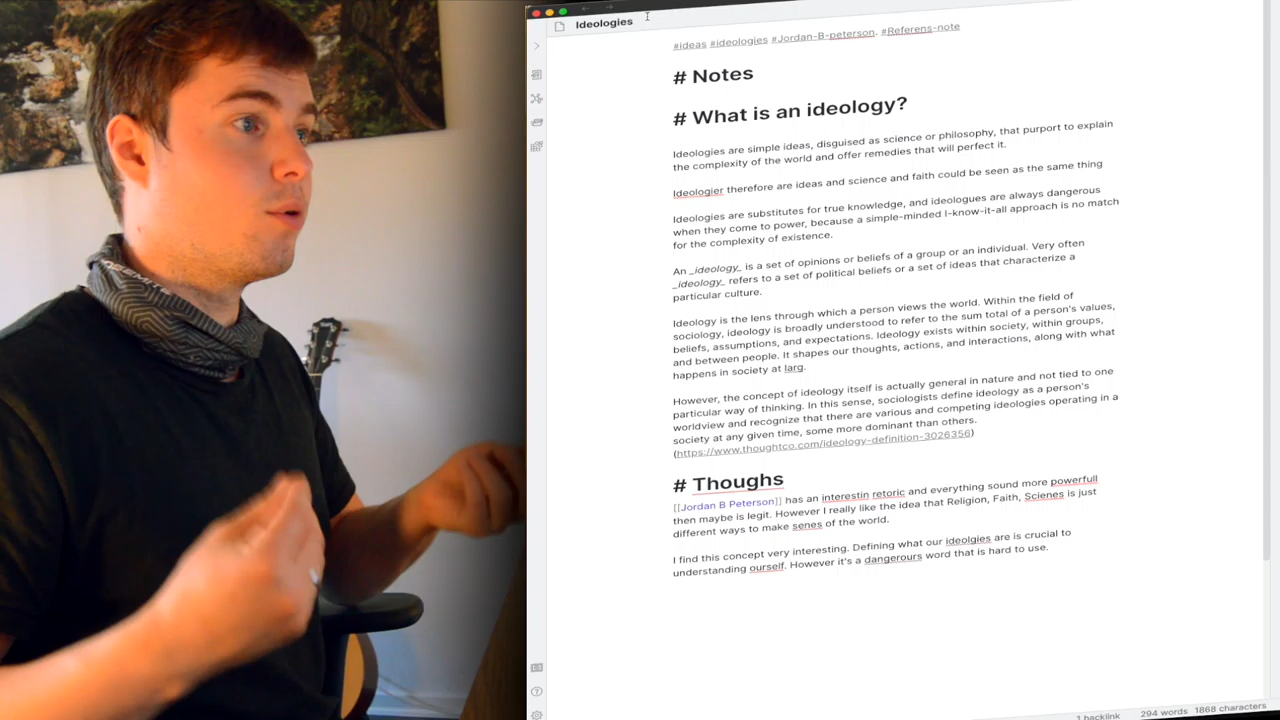 Ideologies
#ideas #ideologies #Jordan-B-peterson. #Referens-note
# Notes
# What is an ideology?
Ideologies are simple ideas, disguised as science or philosophy, that purport to explain
the complexity of the world and offer remedies that will perfect it.
Ideologier therefore are ideas and science and faith could be seen as the same thing
Ideologies are substitutes for true knowledge, and ideologues are always dangerous
when they come to power, because a simple-minded I-know-it-all approach is no match
for the complexity of existence.
An _ideology_ is a set of opinions or beliefs of a group or an individual. Very often
_ideology_ refers to a set of political beliefs or a set of ideas that characterize a
particular culture.
Ideology is the lens through which a person views the world. Within the field of
sociology, ideology is broadly understood to refer to the sum total of a person's values,
beliefs, assumptions, and expectations. Ideology exists within society, within groups,
and between people. It shapes our thoughts, actions, and interactions, along with what
happens in society at larg.
However, the concept of ideology itself is actually general in nature and not tied to one
particular way of thinking. In this sense, sociologists define ideology as a person's
worldview and recognize that there are various and competing ideologies operating in a
society at any given time, some more dominant than others.
(https://www.thoughtco.com/ideology-definition-3026356)
# Thoughs
[[Jordan B Peterson]] has an interestin retoric and everything sound more powerfull
then maybe is legit. However I really like the idea that Religion, Faith, Scienes is just
different ways to make senes of the world.
I find this concept very interesting. Defining what our ideolgies are is crucial to
understanding ourself. However it's a dangerours word that is hard to use.
1 backlink 294 words 1868 characters